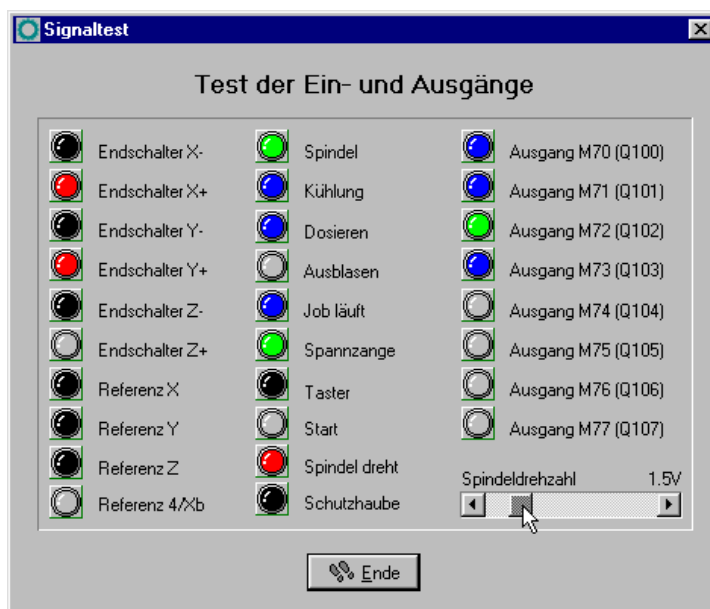 Signaltest
Test der Ein- und Ausgänge
Endschalter X-
Endschalter X+
Endschalter Y-
Endschalter Y+
Endschalter Z-
Endschalter Z+
Referenz X
Referenz Y
Referenz Z
Referenz 4/Xb
Spindel
Kühlung
Dosieren
Ausblasen
Job läuft
Spannzange
Taster
Start
Spindel dreht
Schutzhaube
Ausgang M70 (Q100)
Ausgang M71 (Q101)
Ausgang M72 (Q102)
Ausgang M73 (Q103)
Ausgang M74 (Q104)
Ausgang M75 (Q105)
Ausgang M76 (Q106)
Ausgang M77 (Q107)
Spindeldrehzahl 1.5V
Ende